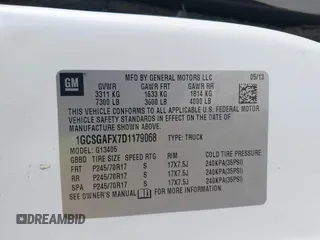 GM
MFD BY GENERAL MOTORS LLC 05/13
GVWR GAWR FRT GAWR RR
3311 KG 1633 KG 1814 KG
7300 LB 3600 LB 4000 LB
THIS VEHICLE CONFORMS TO ALL APPLICABLE U.S. FEDERAL MOTOR
VEHICLE SAFETY STANDARDS IN EFFECT ON THE DATE OF
MANUFACTURE SHOWN ABOVE.
1GCSGAFX7D1179068 TYPE: TRUCK
MODEL: G13405
TIRE SIZE SPEED RTG RIM COLD TIRE PRESSURE
FRT P245/70R17 S 17X7.5J 240KPA(35PSI)
RR P245/70R17 S 17X7.5J 240KPA(35PSI)
SPA P245/70R17 S 17X7.5J 240KPA(35PSI)
SEE OWNER'S MANUAL FOR MORE INFORMATION.
DREAMBID